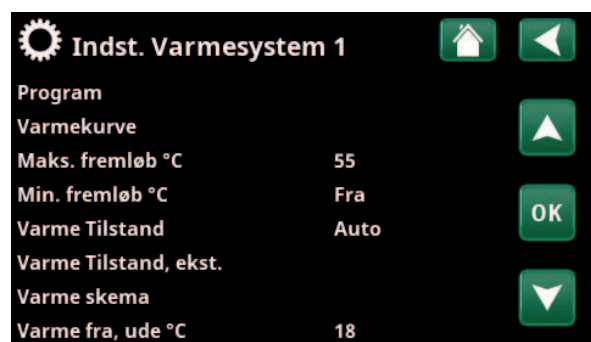 Indst. Varmesystem 1
Program
Varmekurve
Maks. fremløb °C 55
Min. fremløb °C Fra
Varme Tilstand Auto
OK
Varme Tilstand, ekst.
Varme skema
Varme fra, ude °C 18